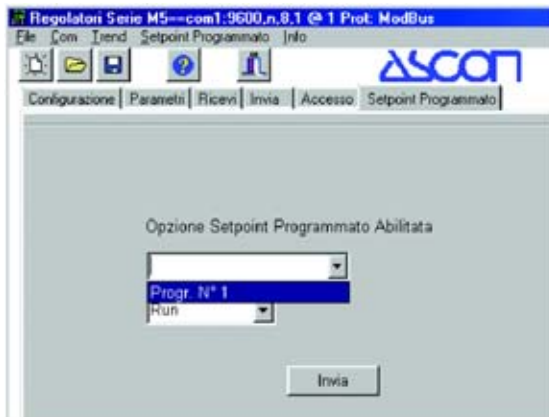 Regolatori Serie M5==com1:9600,n,8,1 @ 1 Prot: ModBus
File Com Trend Setpoint Programmato Info
ASCON
Configurazione Parametri Ricevi Invia Accesso Setpoint Programmato
Opzione Setpoint Programmato Abilitata
Progr. N° 1
Run
Invia